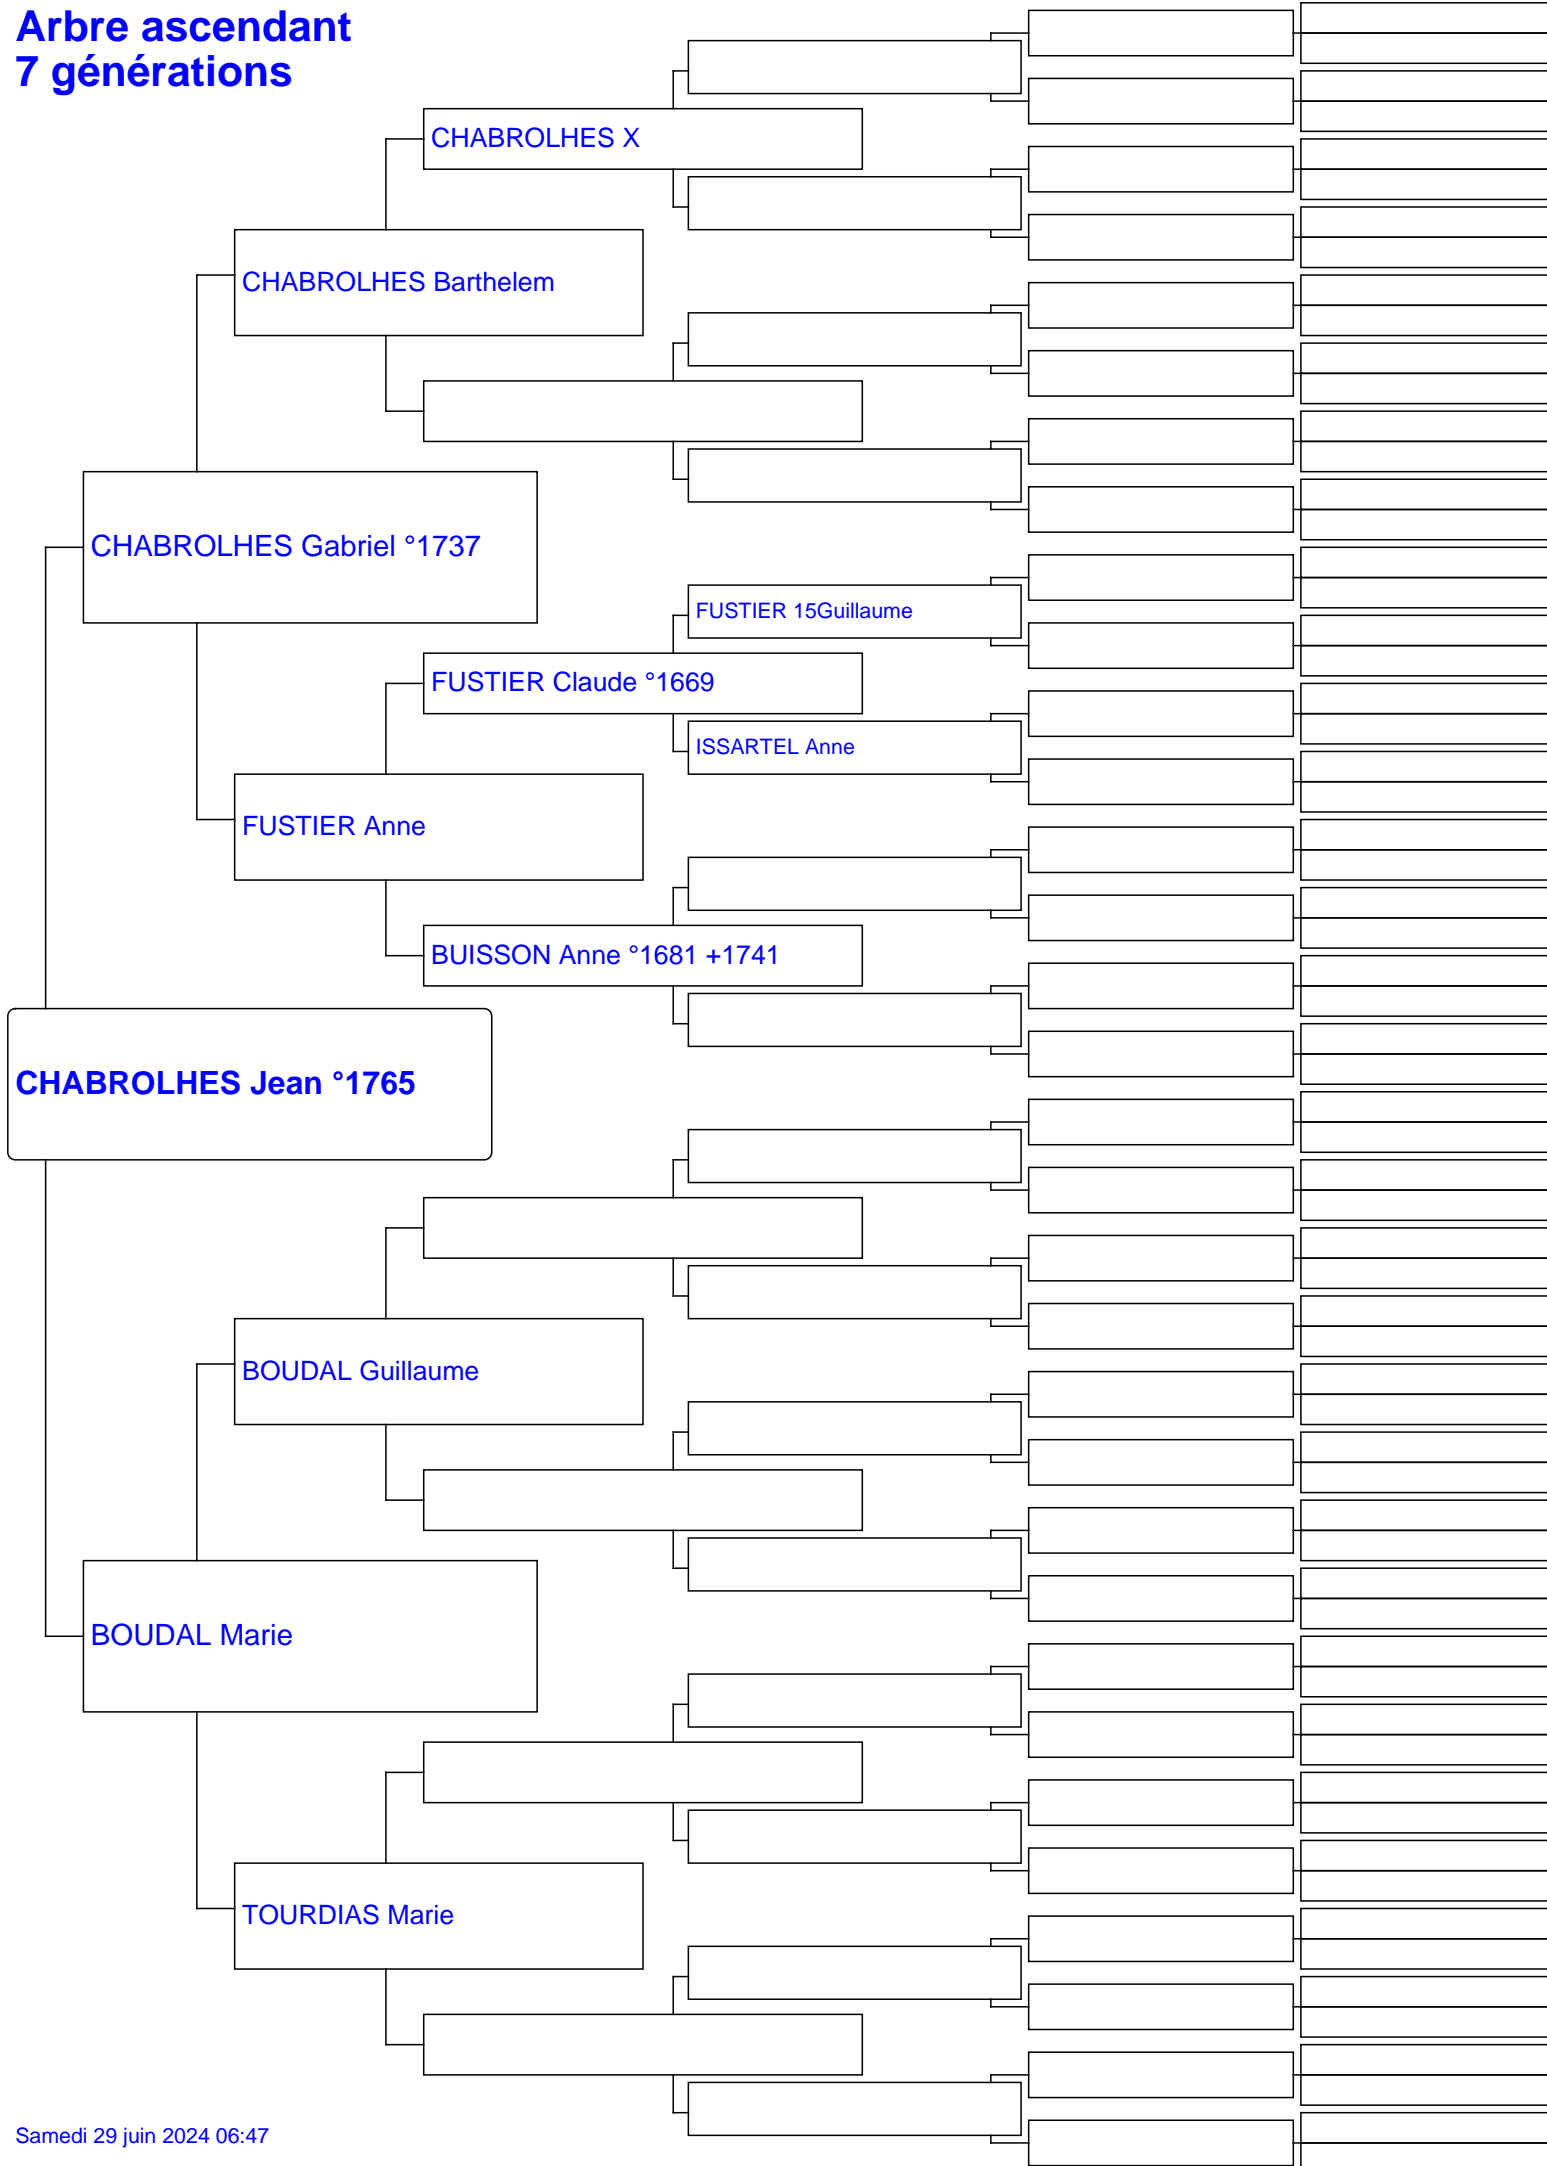 Arbre ascendant
7 générations
CHABROLHES X
CHABROLHES Barthelem
CHABROLHES Gabriel °1737
FUSTIER 15Guillaume
FUSTIER Claude °1669
ISSARTEL Anne
FUSTIER Anne
BUISSON Anne °1681 +1741
CHABROLHES Jean °1765
BOUDAL Guillaume
BOUDAL Marie
TOURDIAS Marie
Samedi 29 juin 2024 06:47